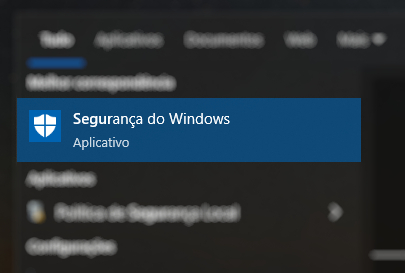 Tudo Aplicativos Documentos Web Mais
Melhor correspondência
Segurança do Windows
Aplicativo
Aplicativos
Política de Segurança Local
Configurações